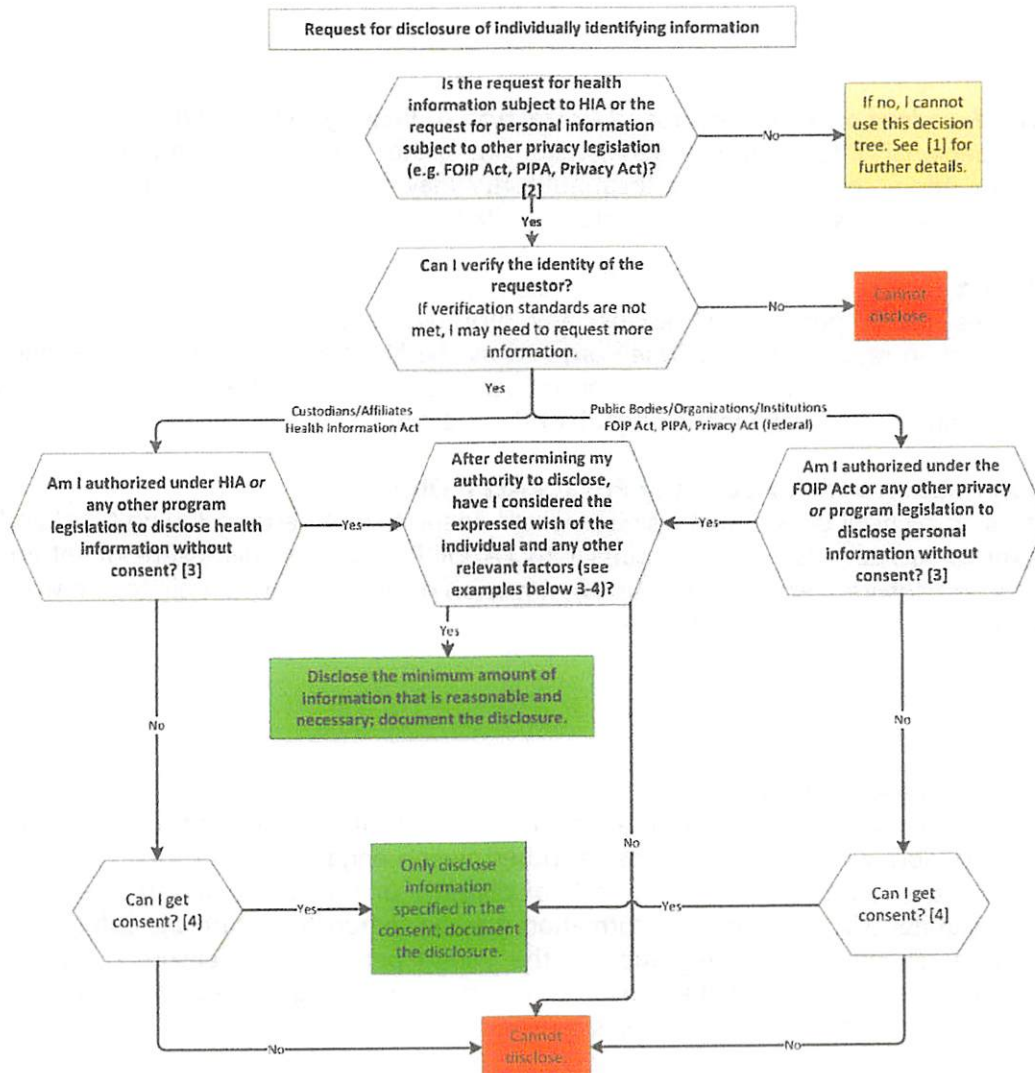 Request for disclosure of individually identifying information
Is the request for health
information subject to HIA or the
request for personal information
subject to other privacy legislation
(e.g. FOIP Act, PIPA, Privacy Act)?
[2]
No
If no, I cannot
use this decision
tree. See [1] for
further details.
Yes
Can I verify the identity of the
requestor?
If verification standards are not
met, I may need to request more
information.
No
Cannot
disclose.
Yes
Custodians/Affiliates
Health Information Act
Public Bodies/Organizations/Institutions
FOIP Act, PIPA, Privacy Act (federal)
Am I authorized under HIA or
any other program
legislation to disclose health
information without
consent? [3]
Yes
After determining my
authority to disclose,
have I considered the
expressed wish of the
individual and any other
relevant factors (see
examples below 3-4)?
Yes
Am I authorized under the
FOIP Act or any other privacy
or program legislation to
disclose personal
information without
consent? [3]
Yes
Disclose the minimum amount of
information that is reasonable and
necessary; document the disclosure.
No
No
No
Can I get
consent? [4]
Yes
Only disclose
information
specified in the
consent; document
the disclosure.
Yes
Can I get
consent? [4]
No
Cannot
disclose.
No